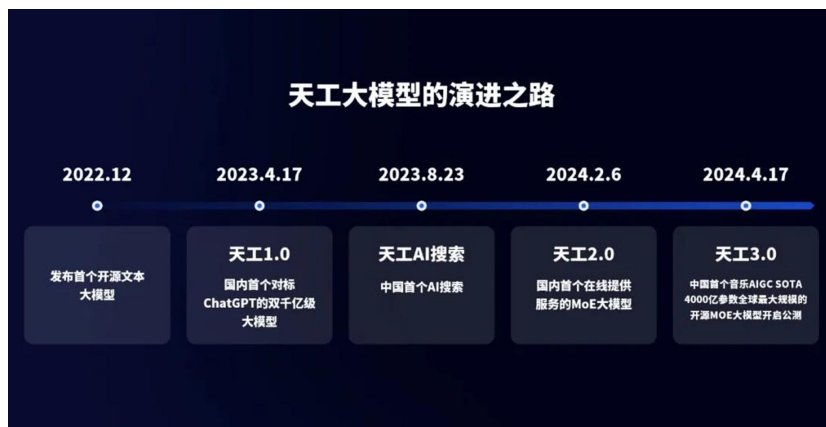 天工大模型的演进之路
2022.12
发布首个开源文本
大模型
2023.4.17
天工1.0
国内首个对标
ChatGPT的双千亿级
大模型
2023.8.23
天工AI搜索
中国首个AI搜索
2024.2.6
天工2.0
国内首个在线提供
服务的MoE大模型
2024.4.17
天工3.0
中国首个音乐AIGC SOTA
4000亿参数全球最大规模的
开源MOE大模型开启公测